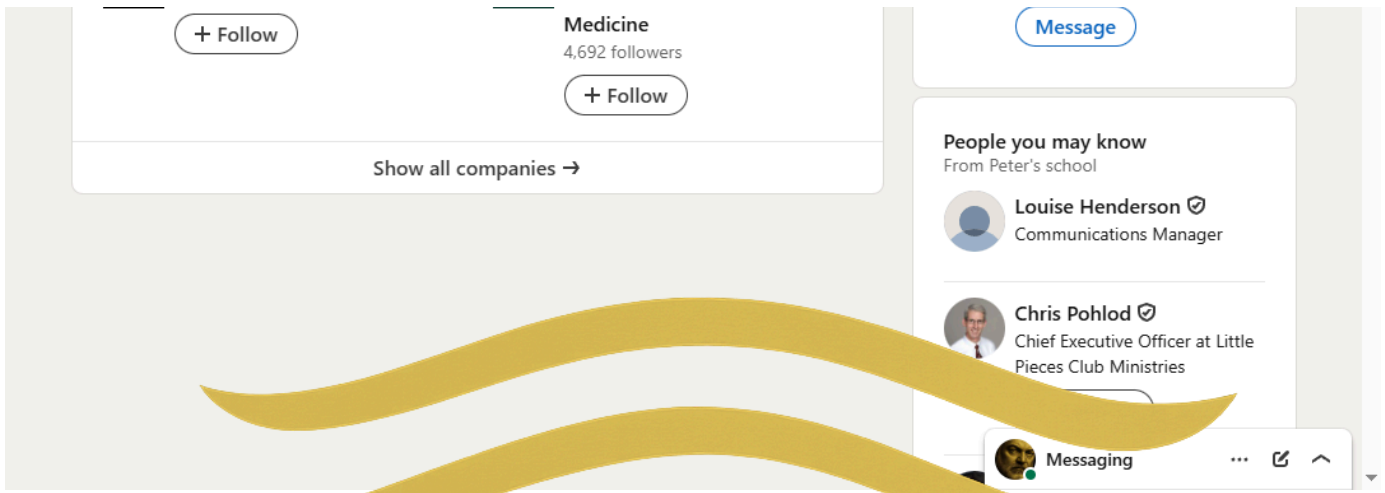 + Follow
Medicine
4,692 followers
+ Follow
Show all companies →
Message
People you may know
From Peter's school
Louise Henderson
Communications Manager
Chris Pohlod
Chief Executive Officer at Little
Pieces Club Ministries
Messaging